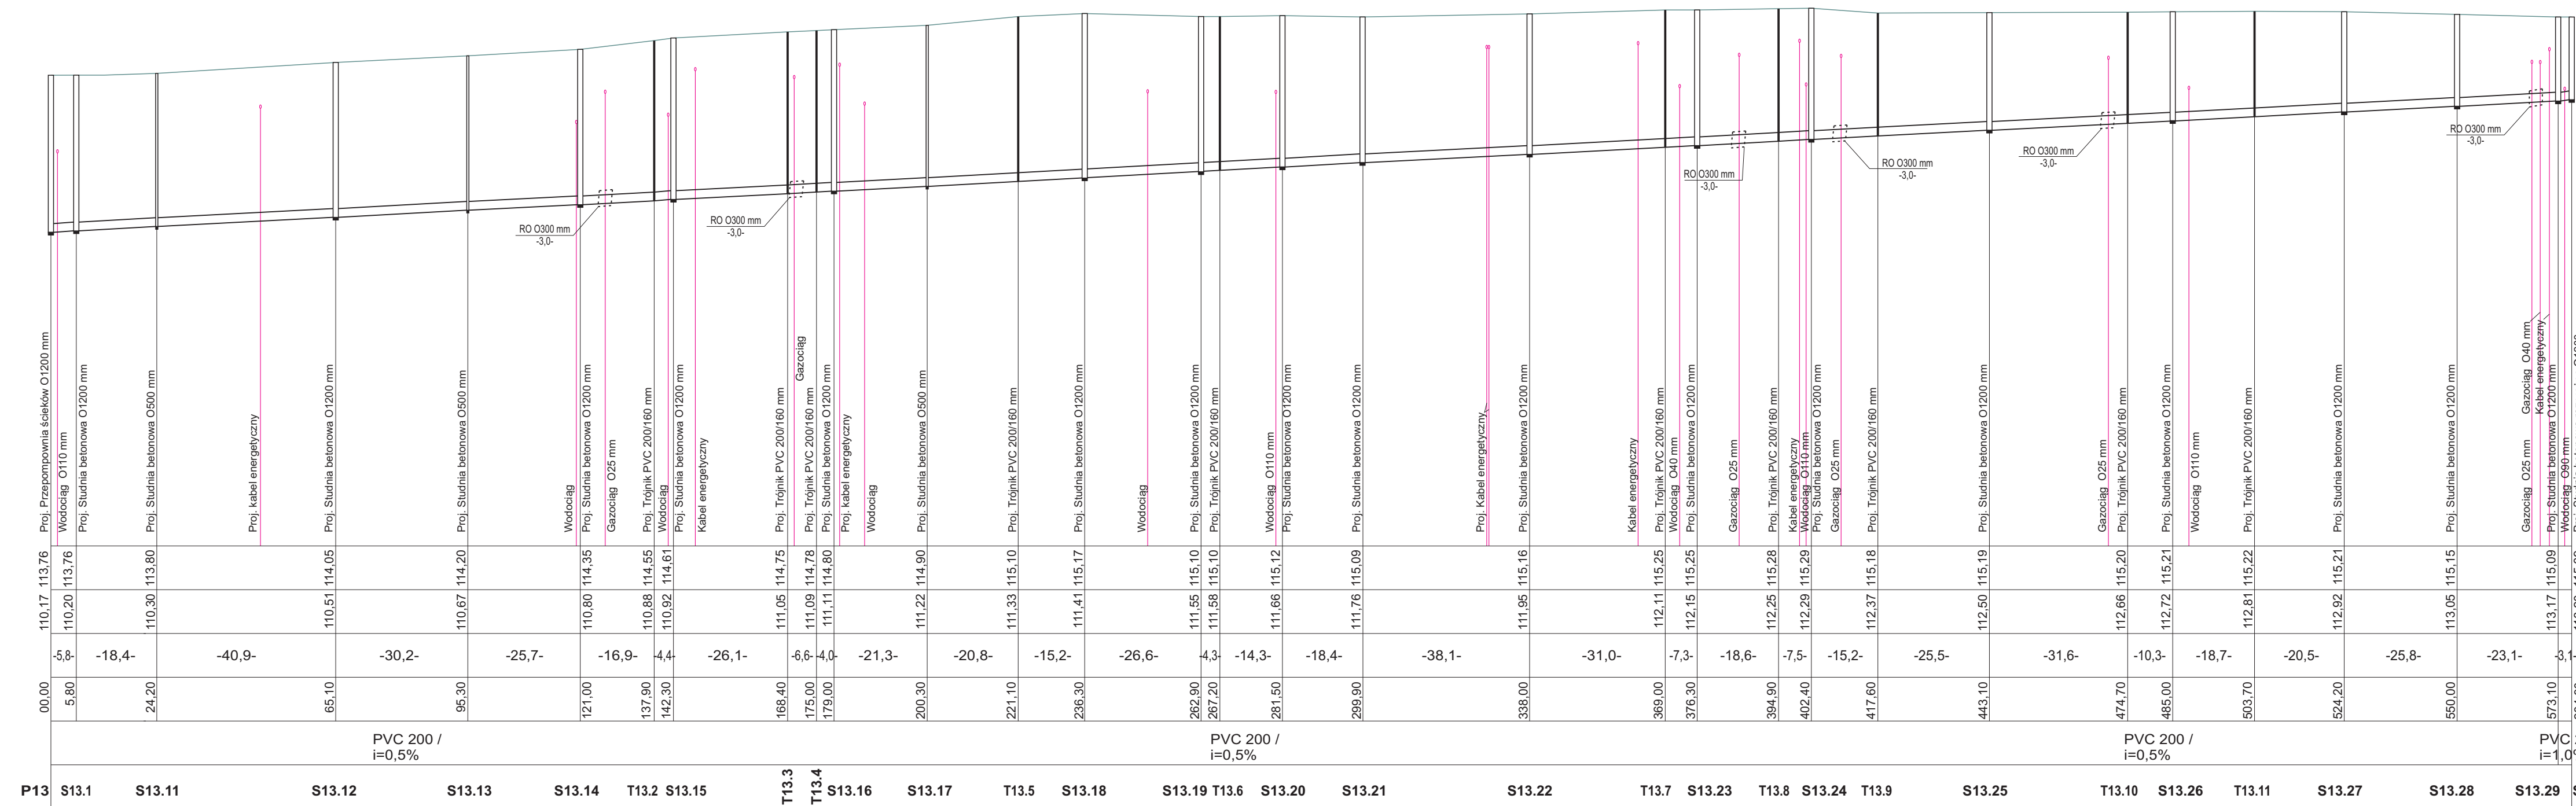 RO O300 mm
-3,0-
RO O300 mm
-3,0-
RO O300 mm
-3,0-
RO O300 mm
-3,0-
RO O300 mm
-3,0-
RO O300 mm
-3,0-
Proj. Przepompownia ścieków O1200 mm
Wodociąg O110 mm
Proj. Studnia betonowa O1200 mm
Proj. Studnia betonowa O500 mm
Proj. kabel energetyczny
Proj. Studnia betonowa O1200 mm
Proj. Studnia betonowa O500 mm
Wodociąg
Proj. Studnia betonowa O1200 mm
Gazociąg O25 mm
Proj. Trójnik PVC 200/160 mm
Wodociąg
Proj. Studnia betonowa O1200 mm
Kabel energetyczny
Proj. Trójnik PVC 200/160 mm
Gazociąg
Proj. Trójnik PVC 200/160 mm
Proj. Studnia betonowa O1200 mm
Proj. kabel energetyczny
Wodociąg
Proj. Studnia betonowa O500 mm
Proj. Trójnik PVC 200/160 mm
Proj. Studnia betonowa O1200 mm
Wodociąg
Proj. Studnia betonowa O1200 mm
Proj. Trójnik PVC 200/160 mm
Wodociąg O110 mm
Proj. Studnia betonowa O1200 mm
Proj. Studnia betonowa O1200 mm
Proj. Kabel energetyczny
Proj. Studnia betonowa O1200 mm
Kabel energetyczny
Proj. Trójnik PVC 200/160 mm
Wodociąg O40 mm
Proj. Studnia betonowa O1200 mm
Gazociąg O25 mm
Proj. Trójnik PVC 200/160 mm
Kabel energetyczny
Wodociąg O110 mm
Proj. Studnia betonowa O1200 mm
Gazociąg O25 mm
Proj. Trójnik PVC 200/160 mm
Proj. Studnia betonowa O1200 mm
Gazociąg O25 mm
Proj. Trójnik PVC 200/160 mm
Proj. Studnia betonowa O1200 mm
Wodociąg O110 mm
Proj. Trójnik PVC 200/160 mm
Proj. Studnia betonowa O1200 mm
Proj. Studnia betonowa O1200 mm
Gazociąg O25 mm
Gazociąg O40 mm
Kabel energetyczny
Proj. Studnia betonowa O1200 mm
Wodociąg O90 mm
113,76 113,76 113,80 114,05 114,20 114,35 114,55 114,61 114,75 114,78 114,80 114,90 115,10 115,17 115,10 115,10 115,12 115,09 115,16 115,25 115,25 115,28 115,29 115,18 115,19 115,20 115,21 115,22 115,21 115,15 115,09
110,17 110,20 110,30 110,51 110,67 110,80 110,88 110,92 111,05 111,09 111,11 111,22 111,33 111,41 111,55 111,58 111,66 111,76 111,95 112,11 112,15 112,25 112,29 112,37 112,50 112,66 112,72 112,81 112,92 113,05 113,17
-5,8- -18,4- -40,9- -30,2- -25,7- -16,9- -4,4- -26,1- -6,6- -4,0- -21,3- -20,8- -15,2- -26,6- -4,3- -14,3- -18,4- -38,1- -31,0- -7,3- -18,6- -7,5- -15,2- -25,5- -31,6- -10,3- -18,7- -20,5- -25,8- -23,1- -3,1-
00,00 5,80 24,20 65,10 95,30 121,00 137,90 142,30 168,40 175,00 179,00 200,30 221,10 236,30 262,90 267,20 281,50 299,90 338,00 369,00 376,30 394,90 402,40 417,60 443,10 474,70 485,00 503,70 524,20 550,00 573,10
PVC 200 /
i=0,5%
PVC 200 /
i=0,5%
PVC 200 /
i=0,5%
PVC
i=1,0%
P13 S13.1 S13.11 S13.12 S13.13 S13.14 T13.2 S13.15 T13.3 T13.4 S13.16 S13.17 T13.5 S13.18 S13.19 T13.6 S13.20 S13.21 S13.22 T13.7 S13.23 T13.8 S13.24 T13.9 S13.25 T13.10 S13.26 T13.11 S13.27 S13.28 S13.29